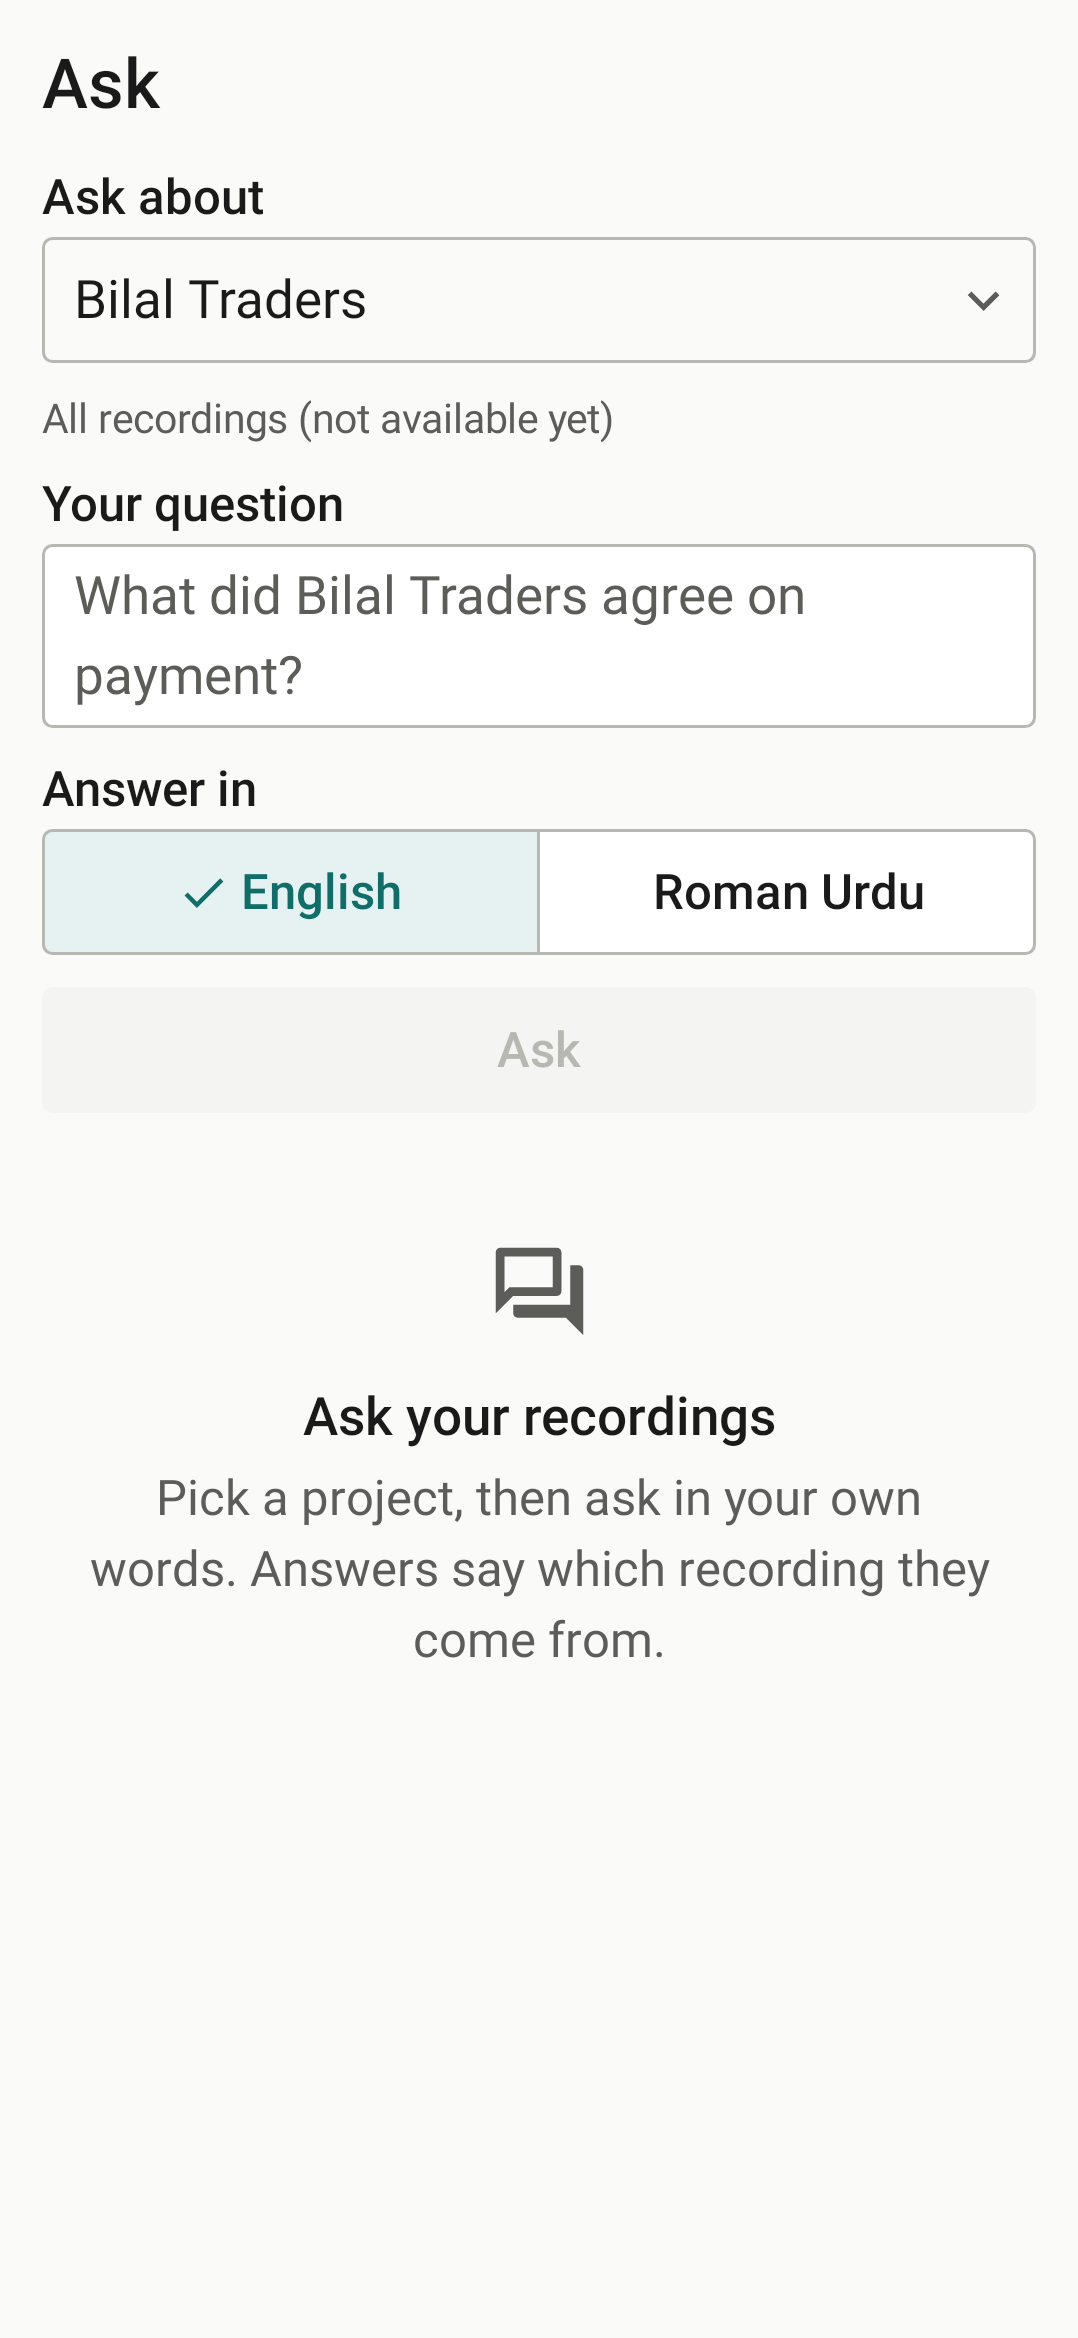 Ask
Ask about
Bilal Traders
All recordings (not available yet)
Your question
What did Bilal Traders agree on
payment?
Answer in
English
Roman Urdu
Ask
Ask your recordings
Pick a project, then ask in your own
words. Answers say which recording they
come from.